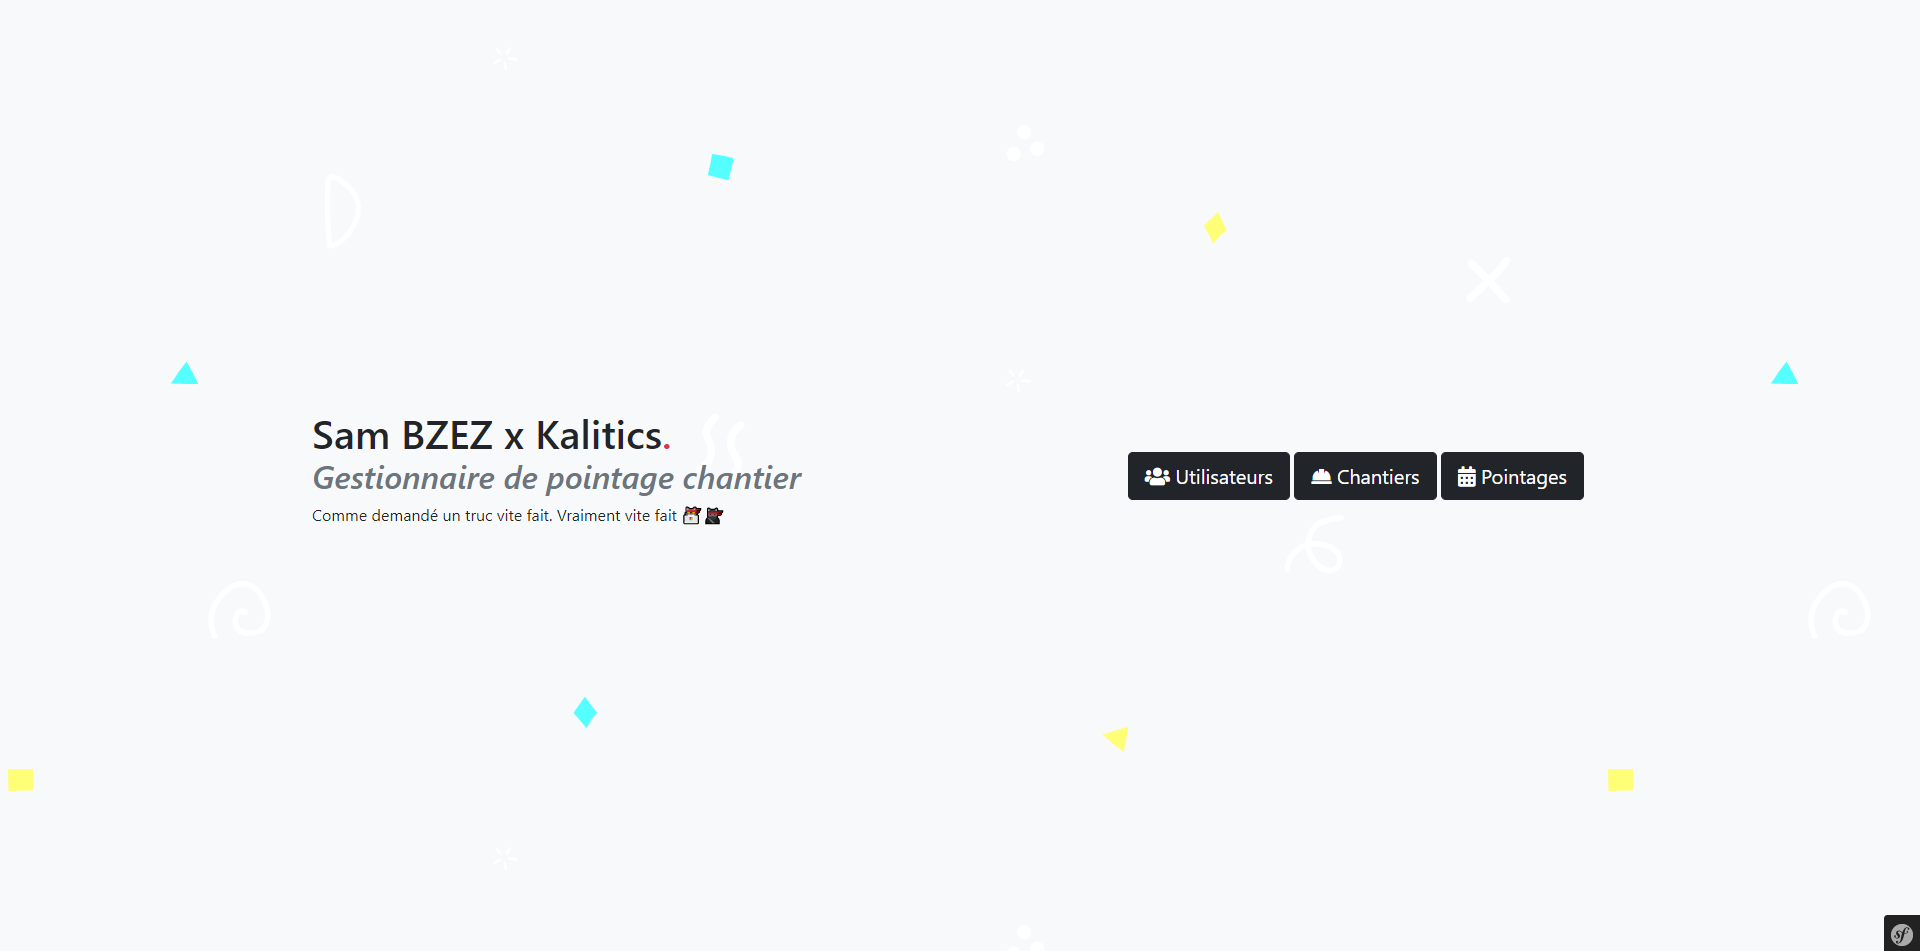 Sam BZEZ x Kalitics.
Gestionnaire de pointage chantier
Comme demandé un truc vite fait. Vraiment vite fait
Utilisateurs
Chantiers
Pointages
sf